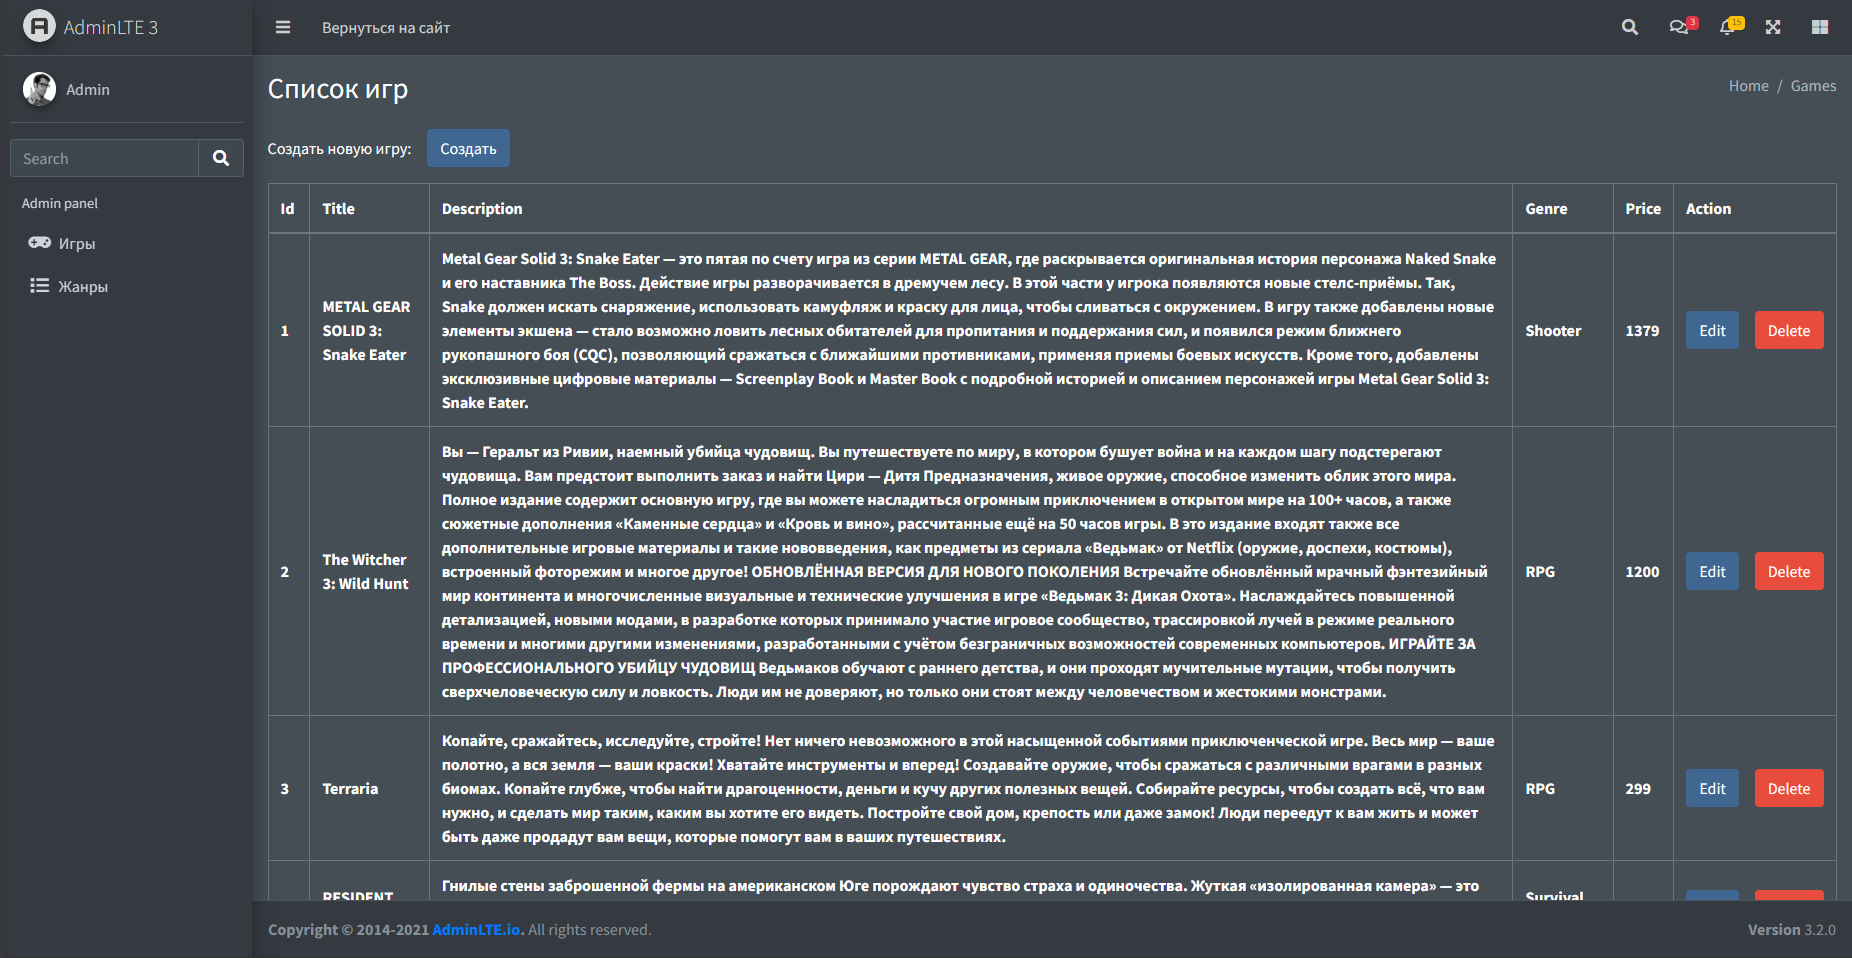 AdminLTE 3
Вернуться на сайт
3
15
Admin
Search
Admin panel
Игры
Жанры
Список игр
Home / Games
Создать новую игру: Создать
Id Title Description Genre Price Action
1
METAL GEAR
SOLID 3:
Snake Eater
Metal Gear Solid 3: Snake Eater — это пятая по счету игра из серии METAL GEAR, где раскрывается оригинальная история персонажа Naked Snake
и его наставника The Boss. Действие игры разворачивается в дремучем лесу. В этой части у игрока появляются новые стелс-приёмы. Так,
Snake должен искать снаряжение, использовать камуфляж и краску для лица, чтобы сливаться с окружением. В игру также добавлены новые
элементы экшена — стало возможно ловить лесных обитателей для пропитания и поддержания сил, и появился режим ближнего
рукопашного боя (CQC), позволяющий сражаться с ближайшими противниками, применяя приемы боевых искусств. Кроме того, добавлены
эксклюзивные цифровые материалы — Screenplay Book и Master Book с подробной историей и описанием персонажей игры Metal Gear Solid 3:
Snake Eater.
Shooter
1379
Edit Delete
2
The Witcher
3: Wild Hunt
Вы — Геральт из Ривии, наемный убийца чудовищ. Вы путешествуете по миру, в котором бушует война и на каждом шагу подстерегают
чудовища. Вам предстоит выполнить заказ и найти Цири — Дитя Предназначения, живое оружие, способное изменить облик этого мира.
Полное издание содержит основную игру, где вы можете насладиться огромным приключением в открытом мире на 100+ часов, а также
сюжетные дополнения «Каменные сердца» и «Кровь и вино», рассчитанные ещё на 50 часов игры. В это издание входят также все
дополнительные игровые материалы и такие нововведения, как предметы из сериала «Ведьмак» от Netflix (оружие, доспехи, костюмы),
встроенный фоторежим и многое другое! ОБНОВЛЁННАЯ ВЕРСИЯ ДЛЯ НОВОГО ПОКОЛЕНИЯ Встречайте обновлённый мрачный фэнтезийный
мир континента и многочисленные визуальные и технические улучшения в игре «Ведьмак 3: Дикая Охота». Наслаждайтесь повышенной
детализацией, новыми модами, в разработке которых принимало участие игровое сообщество, трассировкой лучей в режиме реального
времени и многими другими изменениями, разработанными с учётом безграничных возможностей современных компьютеров. ИГРАЙТЕ ЗА
ПРОФЕССИОНАЛЬНОГО УБИЙЦУ ЧУДОВИЩ Ведьмаков обучают с раннего детства, и они проходят мучительные мутации, чтобы получить
сверхчеловеческую силу и ловкость. Люди им не доверяют, но только они стоят между человечеством и жестокими монстрами.
RPG
1200
Edit Delete
3
Terraria
Копайте, сражайтесь, исследуйте, стройте! Нет ничего невозможного в этой насыщенной событиями приключенческой игре. Весь мир — ваше
полотно, а вся земля — ваши краски! Хватайте инструменты и вперед! Создавайте оружие, чтобы сражаться с различными врагами в разных
биомах. Копайте глубже, чтобы найти драгоценности, деньги и кучу других полезных вещей. Собирайте ресурсы, чтобы создать всё, что вам
нужно, и сделать мир таким, каким вы хотите его видеть. Постройте свой дом, крепость или даже замок! Люди переедут к вам жить и может
быть даже продадут вам вещи, которые помогут вам в ваших путешествиях.
RPG
299
Edit Delete
RESIDENT
Гнилые стены заброшенной фермы на американском Юге порождают чувство страха и одиночества. Жуткая «изолированная камера» — это
Survival
Copyright © 2014-2021 AdminLTE.io. All rights reserved.
Version 3.2.0